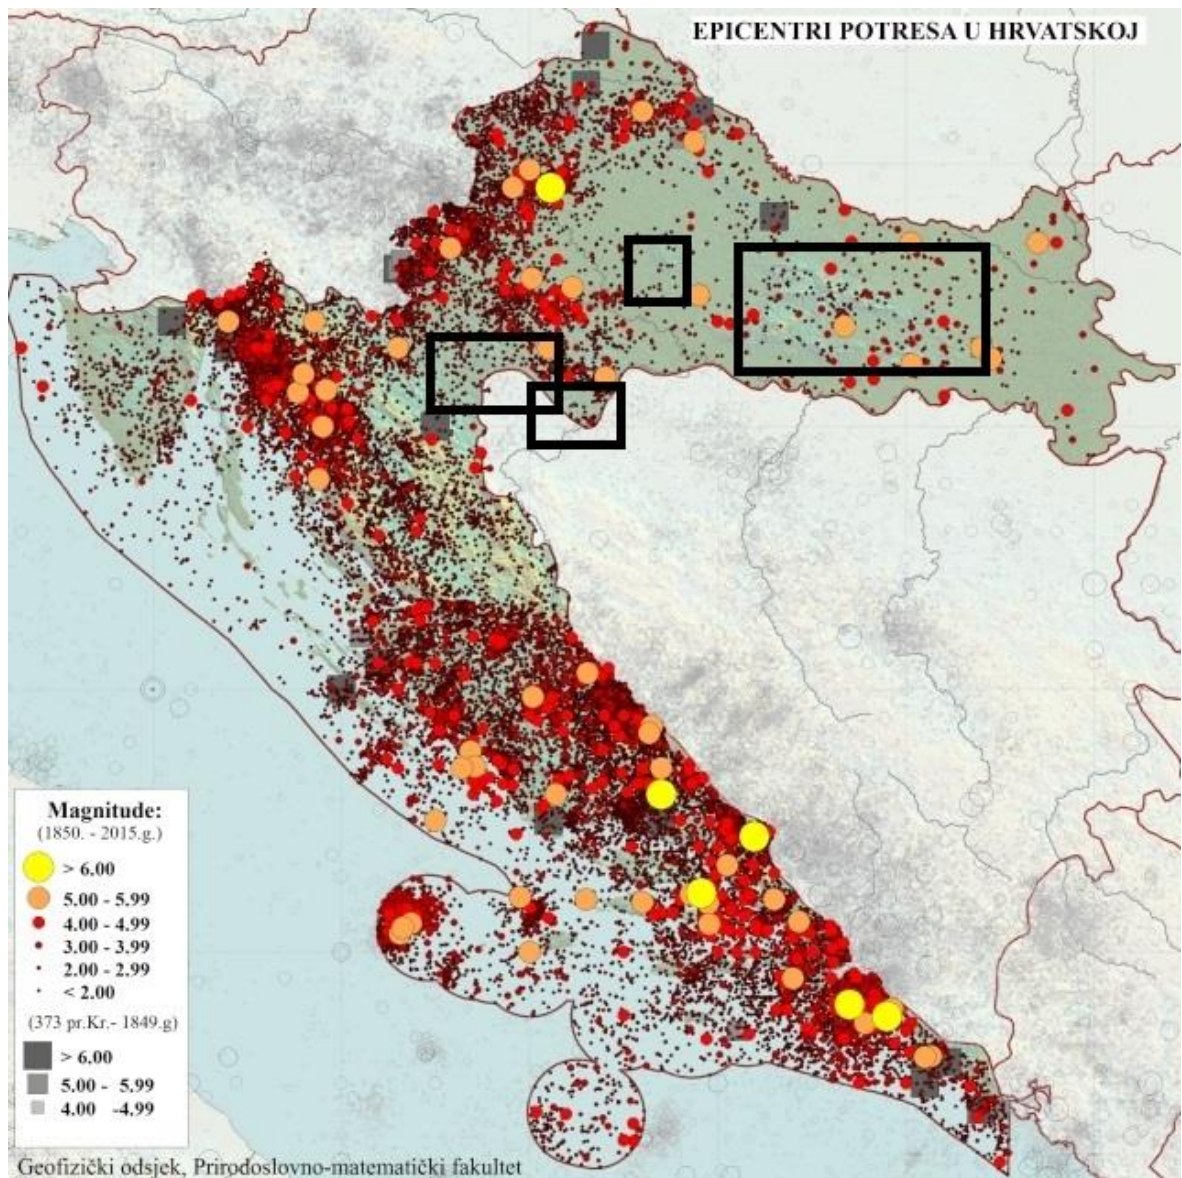 EPICENTRI POTRESA U HRVATSKOJ
Magnitude:
(1850. - 2015.g.)
> 6.00
5.00 - 5.99
4.00 - 4.99
3.00 - 3.99
2.00 - 2.99
< 2.00
(373 pr.Kr.- 1849.g)
> 6.00
5.00 - 5.99
4.00 -4.99
Geofizički odsjek, Prirodoslovno-matematički fakultet